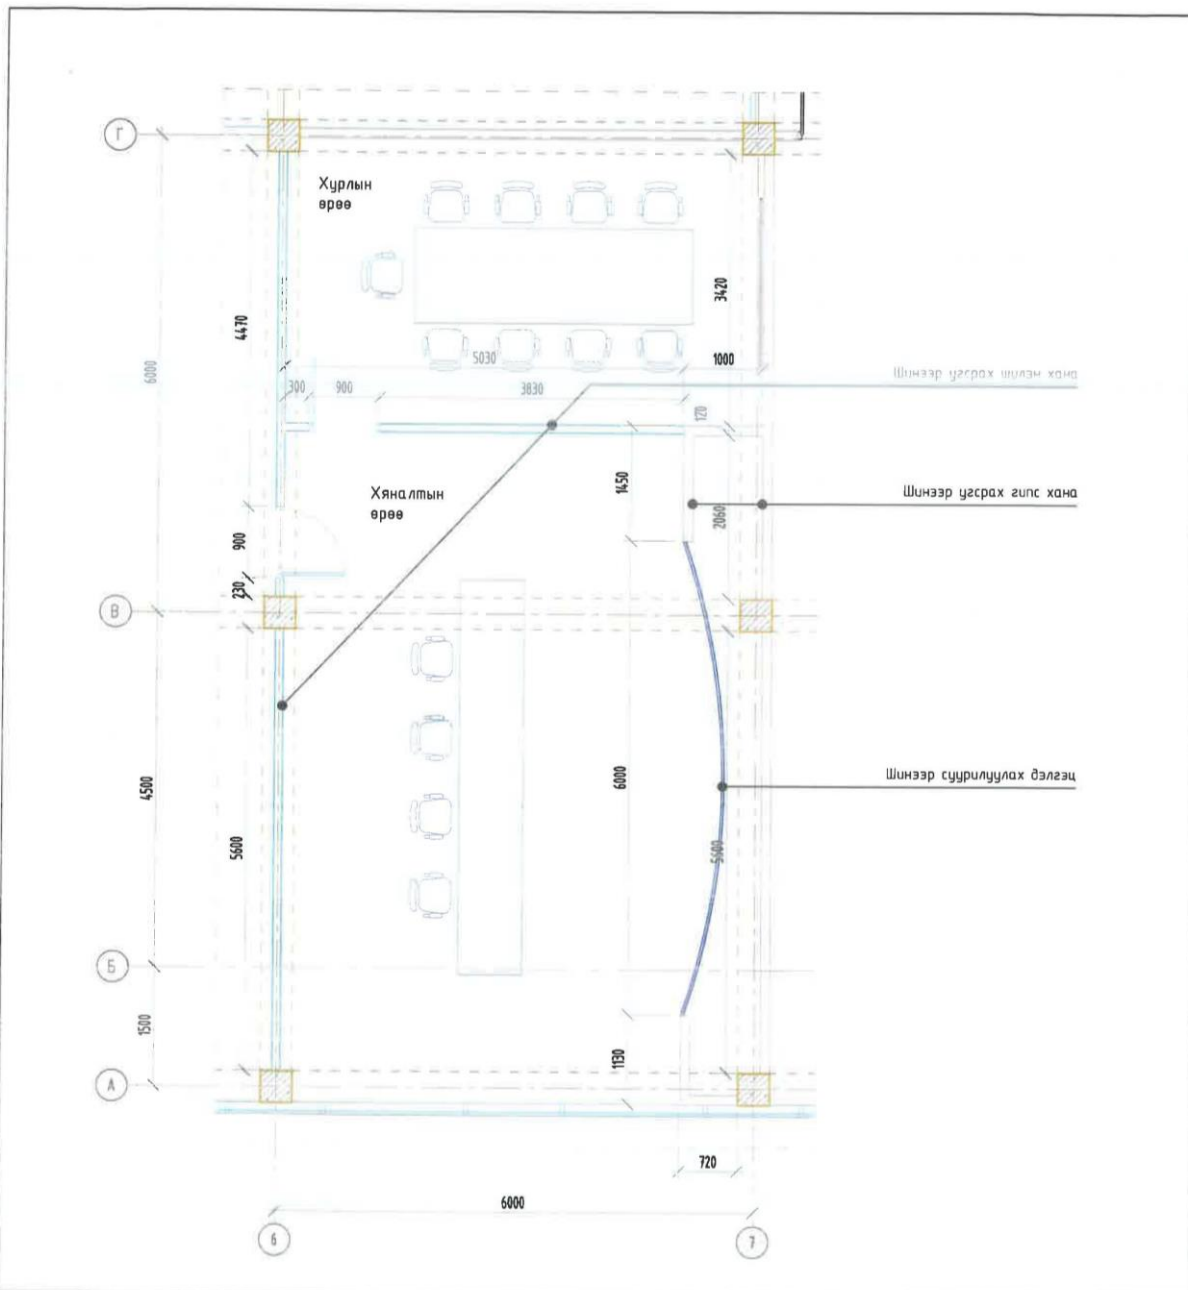 Г
Хурлын
өрөө
4470
6000
3420
5030
1000
300
900
3830
120
Шинээр угсрах шилэн хана
1450
Хяналтын
өрөө
Шинээр угсрах гипс хана
2060
900
230
В
4500
5600
6000
Шинээр суурилуулах дэлгэц
5600
Б
1500
1130
А
720
6000
6
7